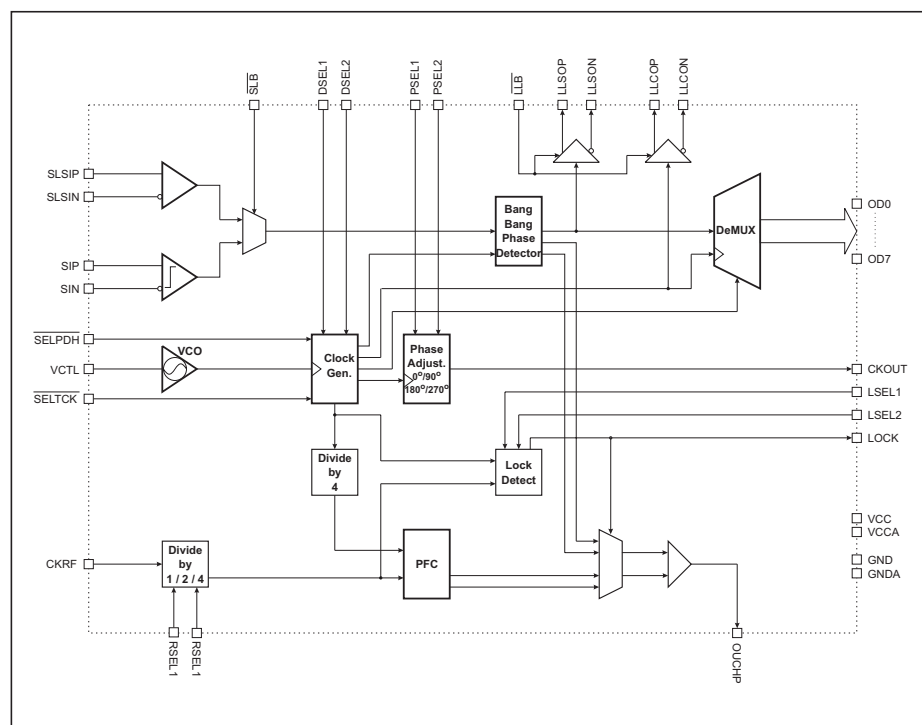 SLB
DSEL1
DSEL2
PSEL1
PSEL2
LLB
LLSOP
LLSON
LLCOP
LLCON
SLSIP
SLSIN
SIP
SIN
Bang
Bang
Phase
Detector
DeMUX
OD0
OD7
SELPDH
VCTL
SELTCK
VCO
Clock
Gen.
Phase
Adjust.
0°/90°
180°/270°
CKOUT
LSEL1
LSEL2
LOCK
Divide
by
4
Lock
Detect
VCC
VCCA
GND
GNDA
CKRF
Divide
by
1 / 2 / 4
PFC
RSEL1
RSEL1
OUCHP